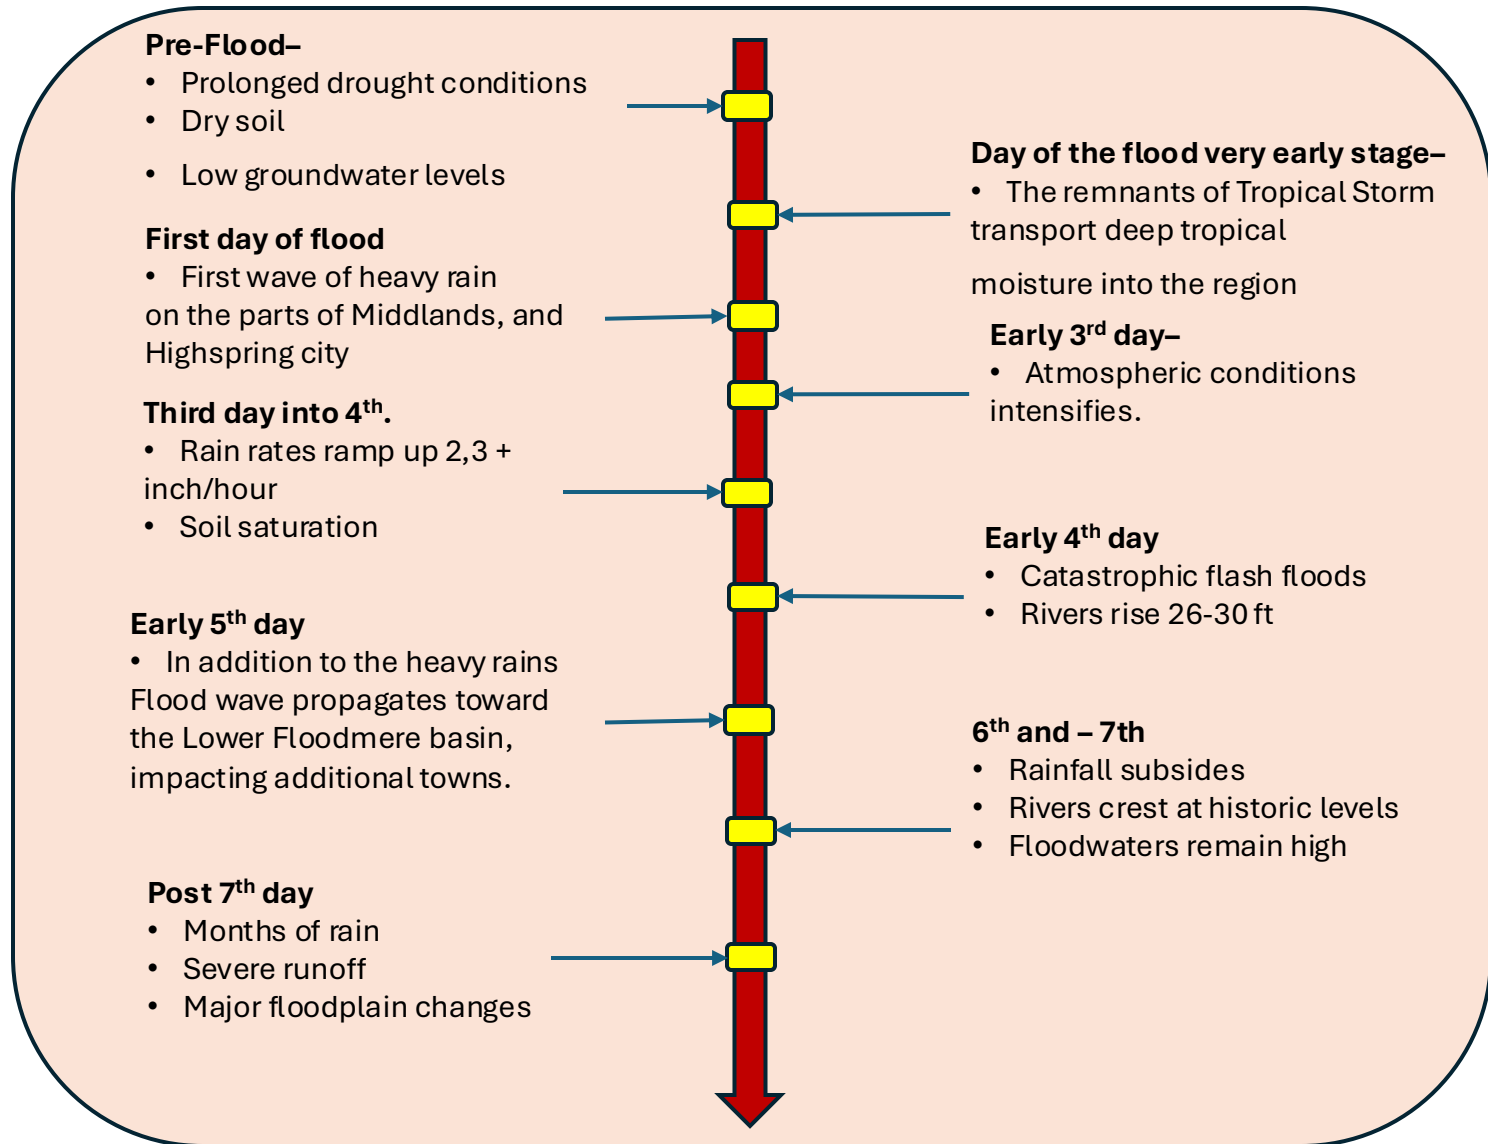 Pre-Flood–
• Prolonged drought conditions
• Dry soil
• Low groundwater levels
Day of the flood very early stage–
• The remnants of Tropical Storm
transport deep tropical
moisture into the region
First day of flood
• First wave of heavy rain
on the parts of Middlands, and
Highspring city
Early 3rd day–
• Atmospheric conditions
intensifies.
Third day into 4th.
• Rain rates ramp up 2,3 +
inch/hour
• Soil saturation
Early 4th day
• Catastrophic flash floods
• Rivers rise 26-30 ft
Early 5th day
• In addition to the heavy rains
Flood wave propagates toward
the Lower Floodmere basin,
impacting additional towns.
6th and – 7th
• Rainfall subsides
• Rivers crest at historic levels
• Floodwaters remain high
Post 7th day
• Months of rain
• Severe runoff
• Major floodplain changes